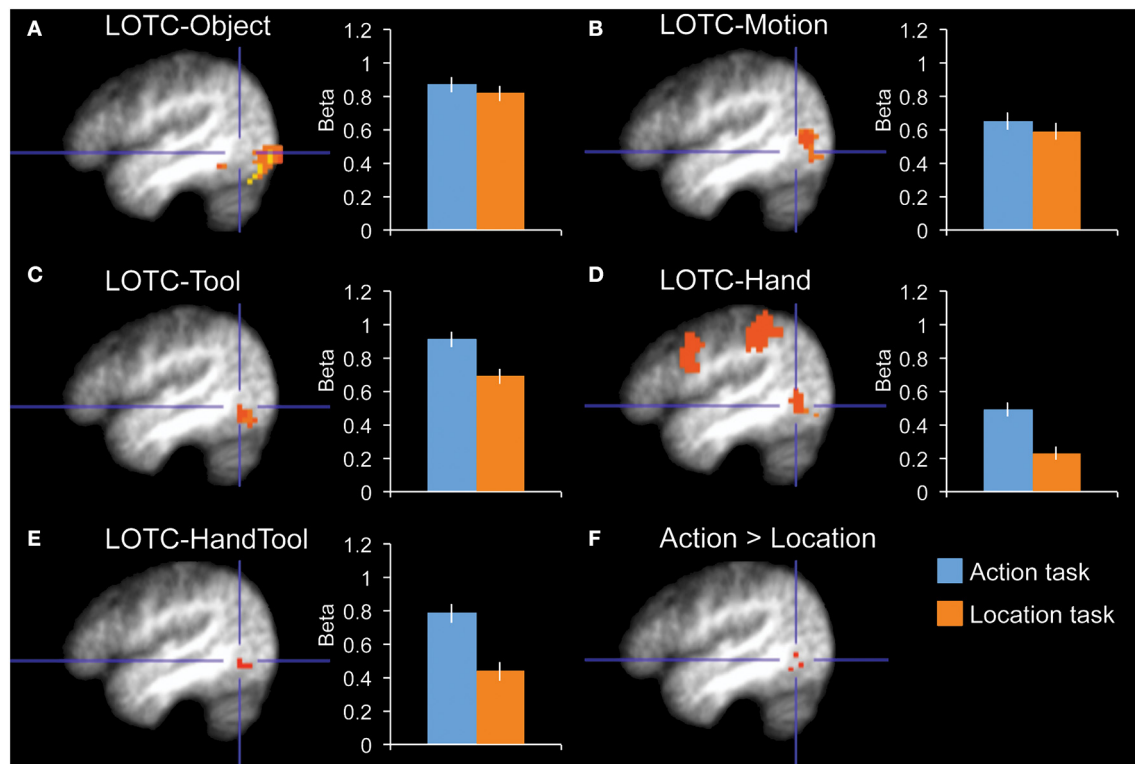 A
LOTC-Object
Beta
1.2
1
0.8
0.6
0.4
0.2
0
B
LOTC-Motion
Beta
1.2
1
0.8
0.6
0.4
0.2
0
C
LOTC-Tool
Beta
1.2
1
0.8
0.6
0.4
0.2
0
D
LOTC-Hand
Beta
1.2
1
0.8
0.6
0.4
0.2
0
E
LOTC-HandTool
Beta
1.2
1
0.8
0.6
0.4
0.2
0
F
Action > Location
Action task
Location task